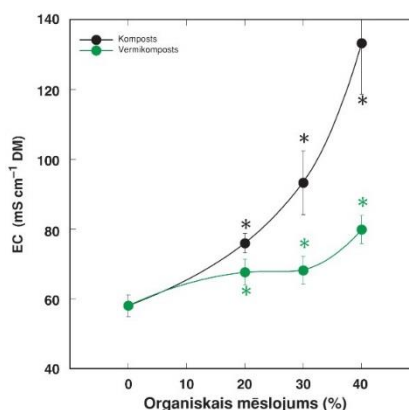 140
120
100
80
60
40
EC (mS cm⁻¹ DM)
Komposts
Vermikomposts
*
*
*
*
*
*
0 10 20 30 40
Organiskais mēslojums (%)